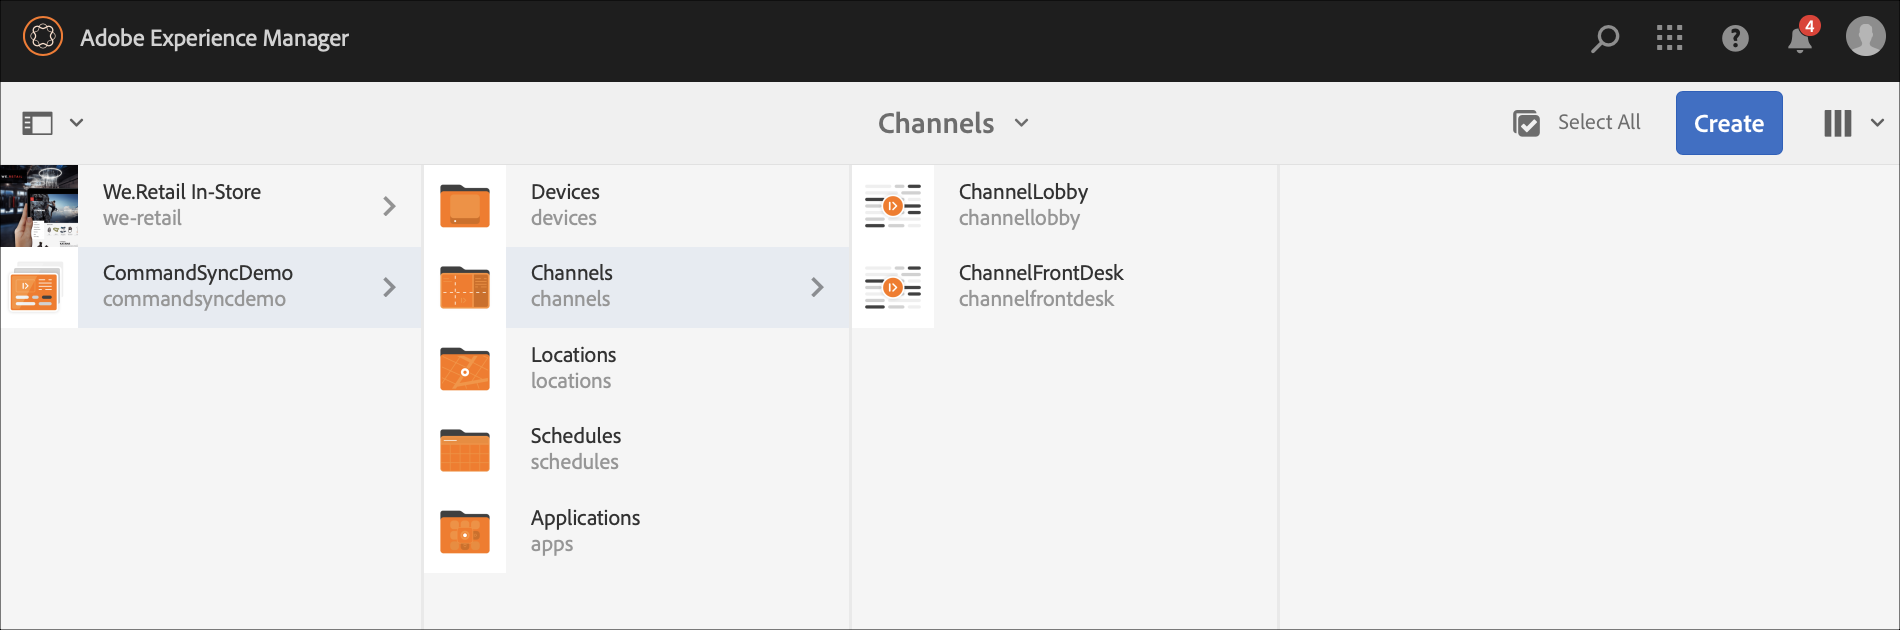 Adobe Experience Manager
4
Channels
Select All
Create
We.Retail In-Store
we-retail
CommandSyncDemo
commandsyncdemo
Devices
devices
Channels
channels
Locations
locations
Schedules
schedules
Applications
apps
ChannelLobby
channellobby
ChannelFrontDesk
channelfrontdesk